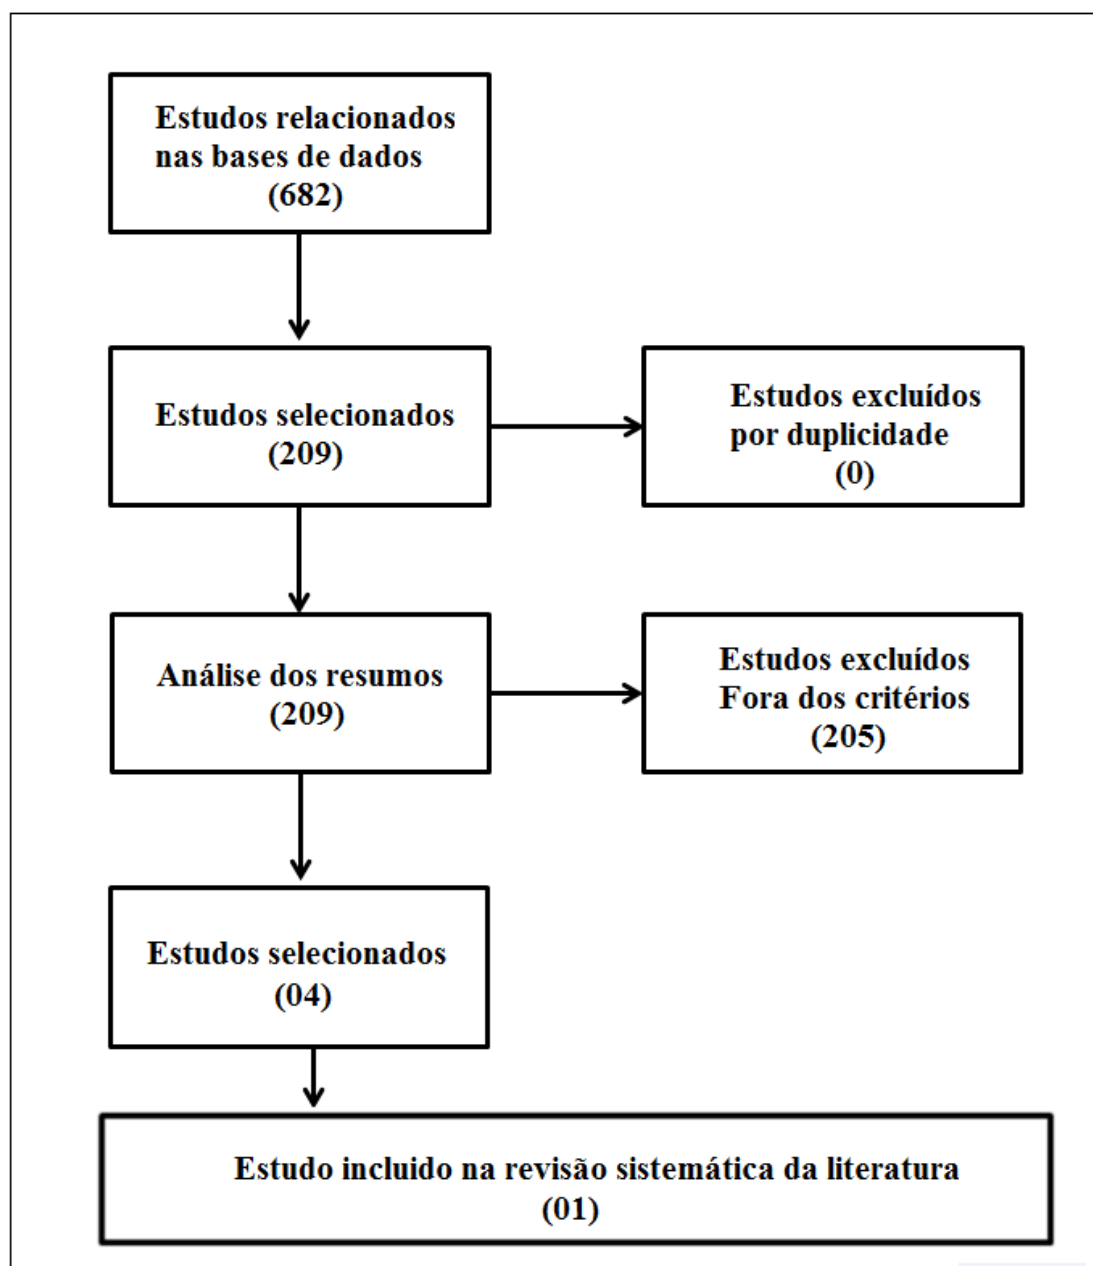 Estudos relacionados
nas bases de dados
(682)
Estudos selecionados
(209)
Estudos excluídos
por duplicidade
(0)
Análise dos resumos
(209)
Estudos excluídos
Fora dos critérios
(205)
Estudos selecionados
(04)
Estudo incluido na revisão sistemática da literatura
(01)